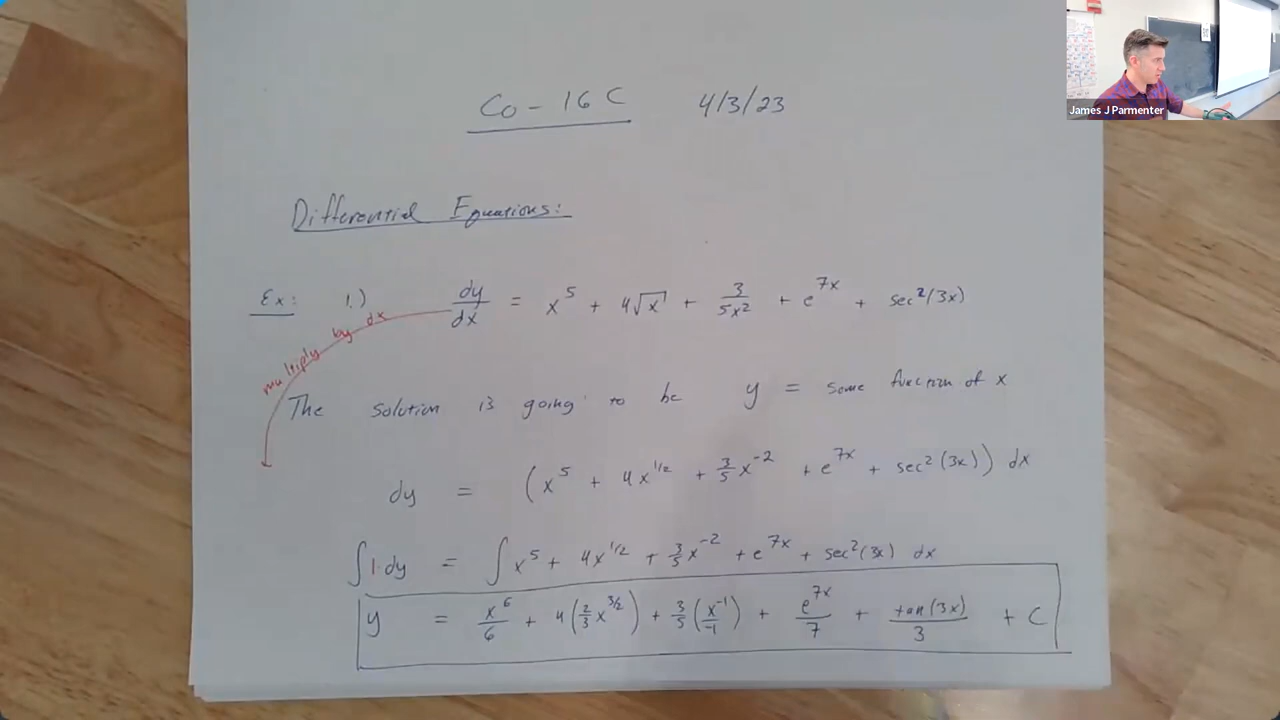 Co - 16 C 4/3/23
James J Parmenter
Differential Equations:
Ex: 1.) dy/dx = x^5 + 4√x + 3/(5x^2) + e^(7x) + sec^2(3x)
multiply by dx
The solution is going to be y = some function of x
dy = (x^5 + 4x^(1/2) + 3/5 x^(-2) + e^(7x) + sec^2(3x)) dx
∫1·dy = ∫x^5 + 4x^(1/2) + 3/5 x^(-2) + e^(7x) + sec^2(3x) dx
y = x^6/6 + 4(2/3 x^(3/2)) + 3/5(x^(-1)/-1) + e^(7x)/7 + tan(3x)/3 + C